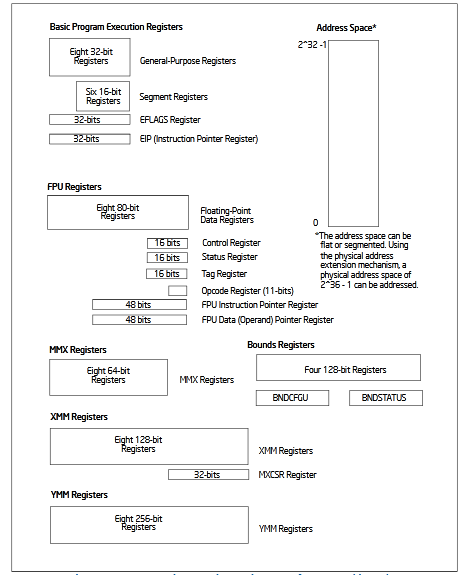 Basic Program Execution Registers
Address Space*
2^32 -1
Eight 32-bit
Registers
General-Purpose Registers
Six 16-bit
Registers
Segment Registers
32-bits
EFLAGS Register
32-bits
EIP (Instruction Pointer Register)
FPU Registers
Eight 80-bit
Registers
Floating-Point
Data Registers
0
16 bits
Control Register
16 bits
Status Register
16 bits
Tag Register
Opcode Register (11-bits)
48 bits
FPU Instruction Pointer Register
48 bits
FPU Data (Operand) Pointer Register
*The address space can be
flat or segmented. Using
the physical address
extension mechanism, a
physical address space of
2^36 - 1 can be addressed.
MMX Registers
Eight 64-bit
Registers
MMX Registers
Bounds Registers
Four 128-bit Registers
BNDCFGU
BNDSTATUS
XMM Registers
Eight 128-bit
Registers
XMM Registers
32-bits
MXCSR Register
YMM Registers
Eight 256-bit
Registers
YMM Registers